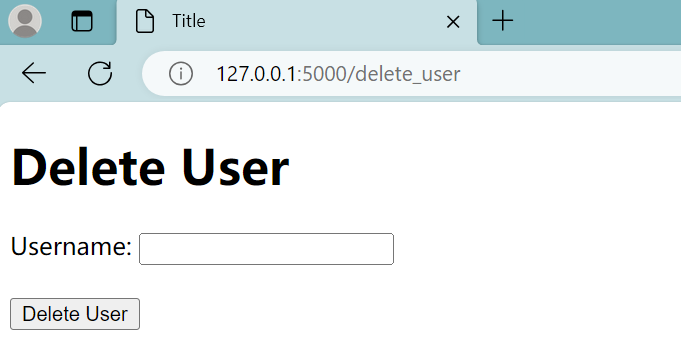 Title
127.0.0.1:5000/delete_user
Delete User
Username:
Delete User